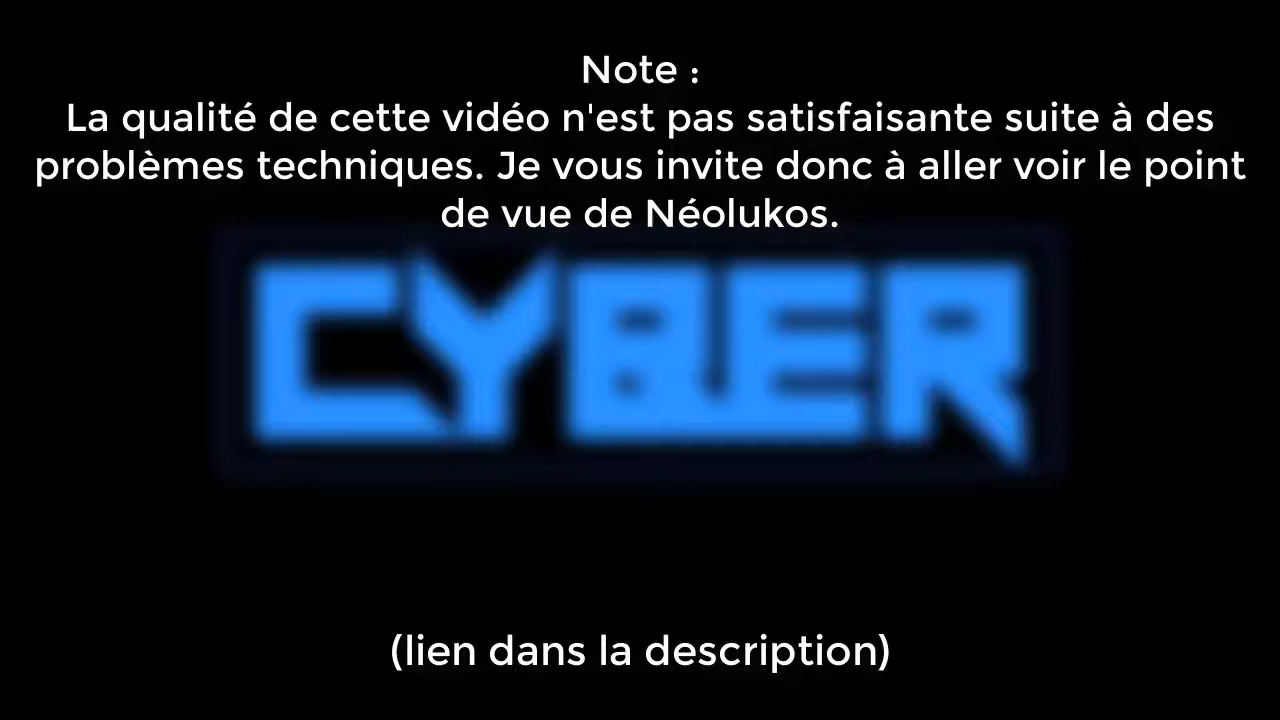 Note :
La qualité de cette vidéo n'est pas satisfaisante suite à des
problèmes techniques. Je vous invite donc à aller voir le point
de vue de Néolukos.
CYBER
(lien dans la description)